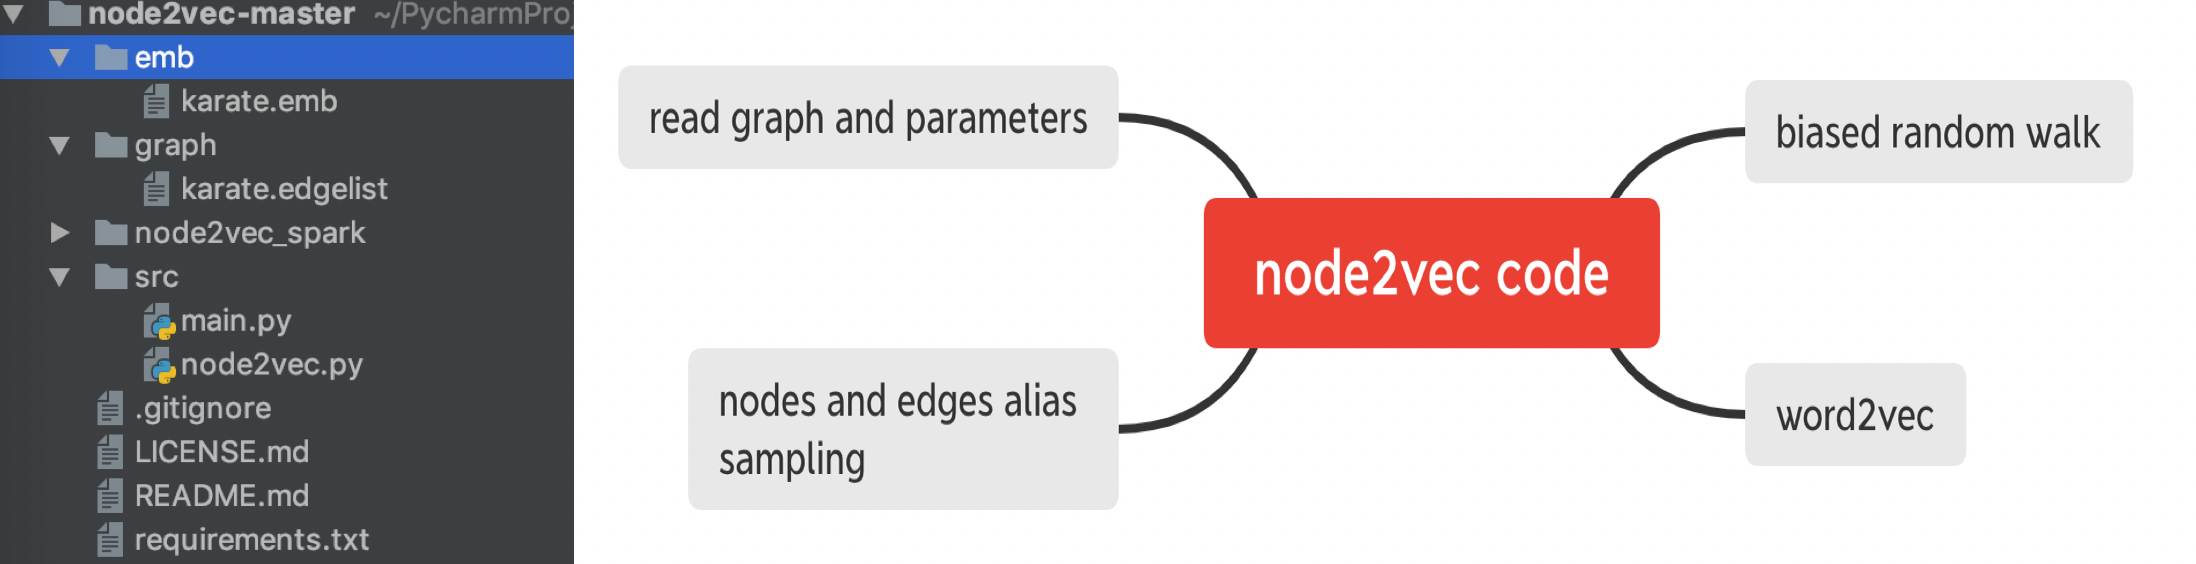 node2vec-master ~/PycharmProj
emb
karate.emb
graph
karate.edgelist
node2vec_spark
src
main.py
node2vec.py
.gitignore
LICENSE.md
README.md
requirements.txt
read graph and parameters
nodes and edges alias
sampling
node2vec code
biased random walk
word2vec